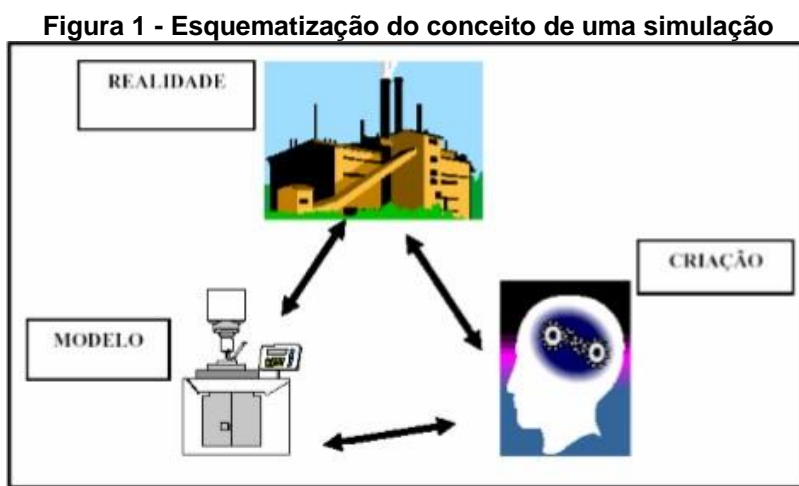 Figura 1 - Esquematização do conceito de uma simulação
REALIDADE
CRIAÇÃO
MODELO